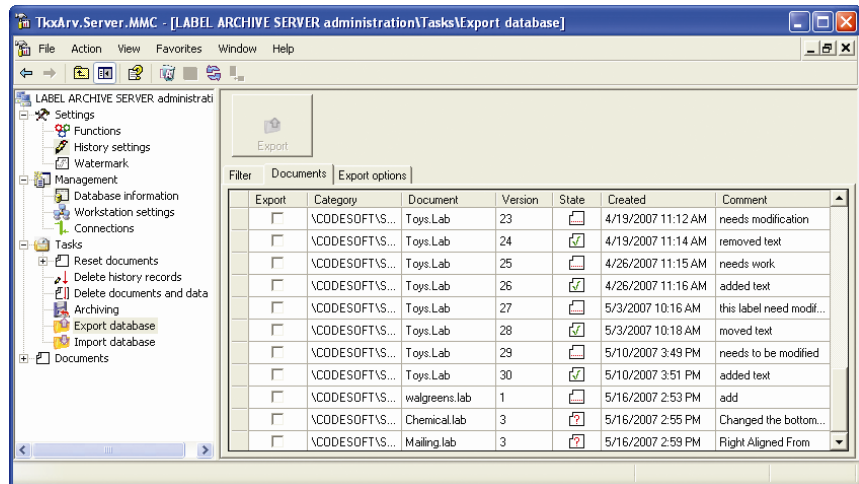 TkxArv.Server.MMC - [LABEL ARCHIVE SERVER administration\Tasks\Export database]
File Action View Favorites Window Help
LABEL ARCHIVE SERVER administrati
Settings
Functions
History settings
Watermark
Management
Database information
Workstation settings
Connections
Tasks
Reset documents
Delete history records
Delete documents and data
Archiving
Export database
Import database
Documents
Export
Filter Documents Export options
Export Category Document Version State Created Comment
\CODESOFT\S... Toys.Lab 23 4/19/2007 11:12 AM needs modification
\CODESOFT\S... Toys.Lab 24 4/19/2007 11:14 AM removed text
\CODESOFT\S... Toys.Lab 25 4/26/2007 11:15 AM needs work
\CODESOFT\S... Toys.Lab 26 4/26/2007 11:16 AM added text
\CODESOFT\S... Toys.Lab 27 5/3/2007 10:16 AM this label need modif...
\CODESOFT\S... Toys.Lab 28 5/3/2007 10:18 AM moved text
\CODESOFT\S... Toys.Lab 29 5/10/2007 3:49 PM needs to be modified
\CODESOFT\S... Toys.Lab 30 5/10/2007 3:51 PM added text
\CODESOFT\S... walgreens.lab 1 5/16/2007 2:53 PM add
\CODESOFT\S... Chemical.lab 3 5/16/2007 2:55 PM Changed the bottom...
\CODESOFT\S... Mailing.lab 3 5/16/2007 2:59 PM Right Aligned From